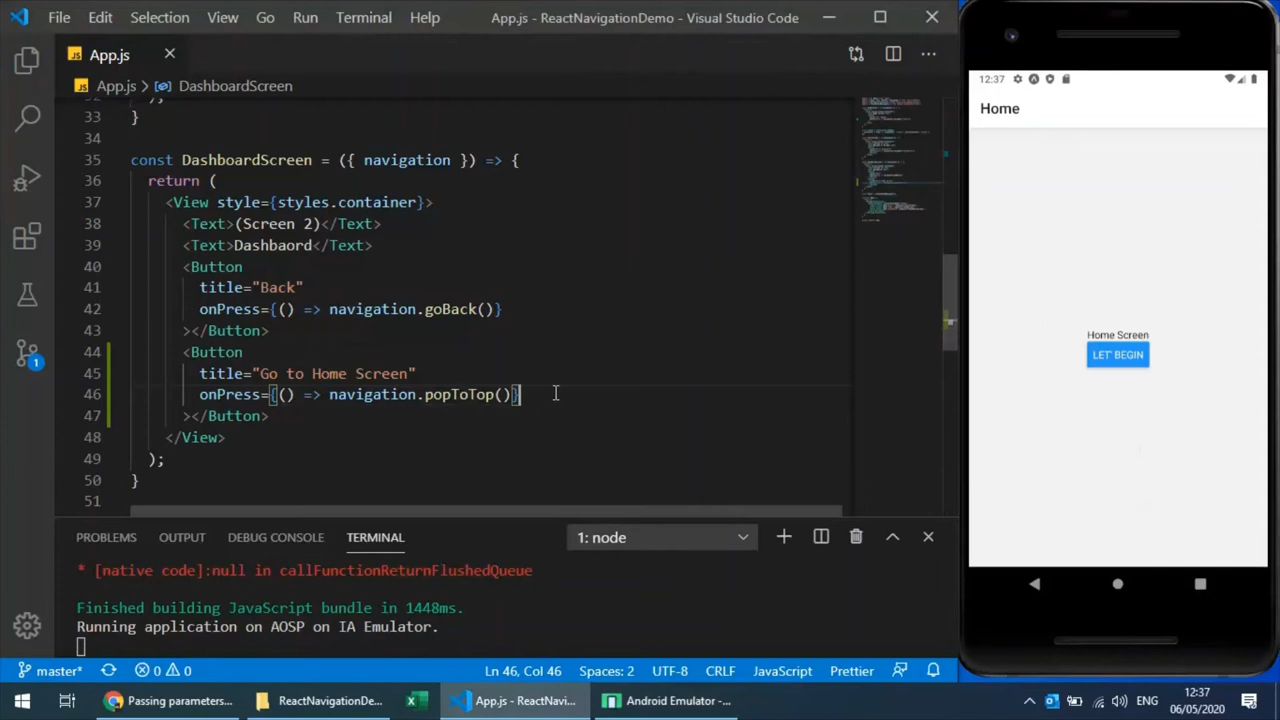 File Edit Selection View Go Run Terminal Help App.js - ReactNavigationDemo - Visual Studio Code
JS App.js
JS App.js > DashboardScreen
33 }
34
35 const DashboardScreen = ({ navigation }) => {
36 return (
37 <View style={styles.container}>
38 <Text>(Screen 2)</Text>
39 <Text>Dashbaord</Text>
40 <Button
41 title="Back"
42 onPress={() => navigation.goBack()}
43 ></Button>
44 <Button
45 title="Go to Home Screen"
46 onPress={() => navigation.popToTop()}
47 ></Button>
48 </View>
49 );
50 }
51
PROBLEMS OUTPUT DEBUG CONSOLE TERMINAL 1: node
* [native code]:null in callFunctionReturnFlushedQueue
Finished building JavaScript bundle in 1448ms.
Running application on AOSP on IA Emulator.
1
master* 0 0 Ln 46, Col 46 Spaces: 2 UTF-8 CRLF JavaScript Prettier
12:37
Home
Home Screen
LET' BEGIN
Passing parameters... ReactNavigationDe... App.js - ReactNavi... Android Emulator -... ENG 12:37
06/05/2020